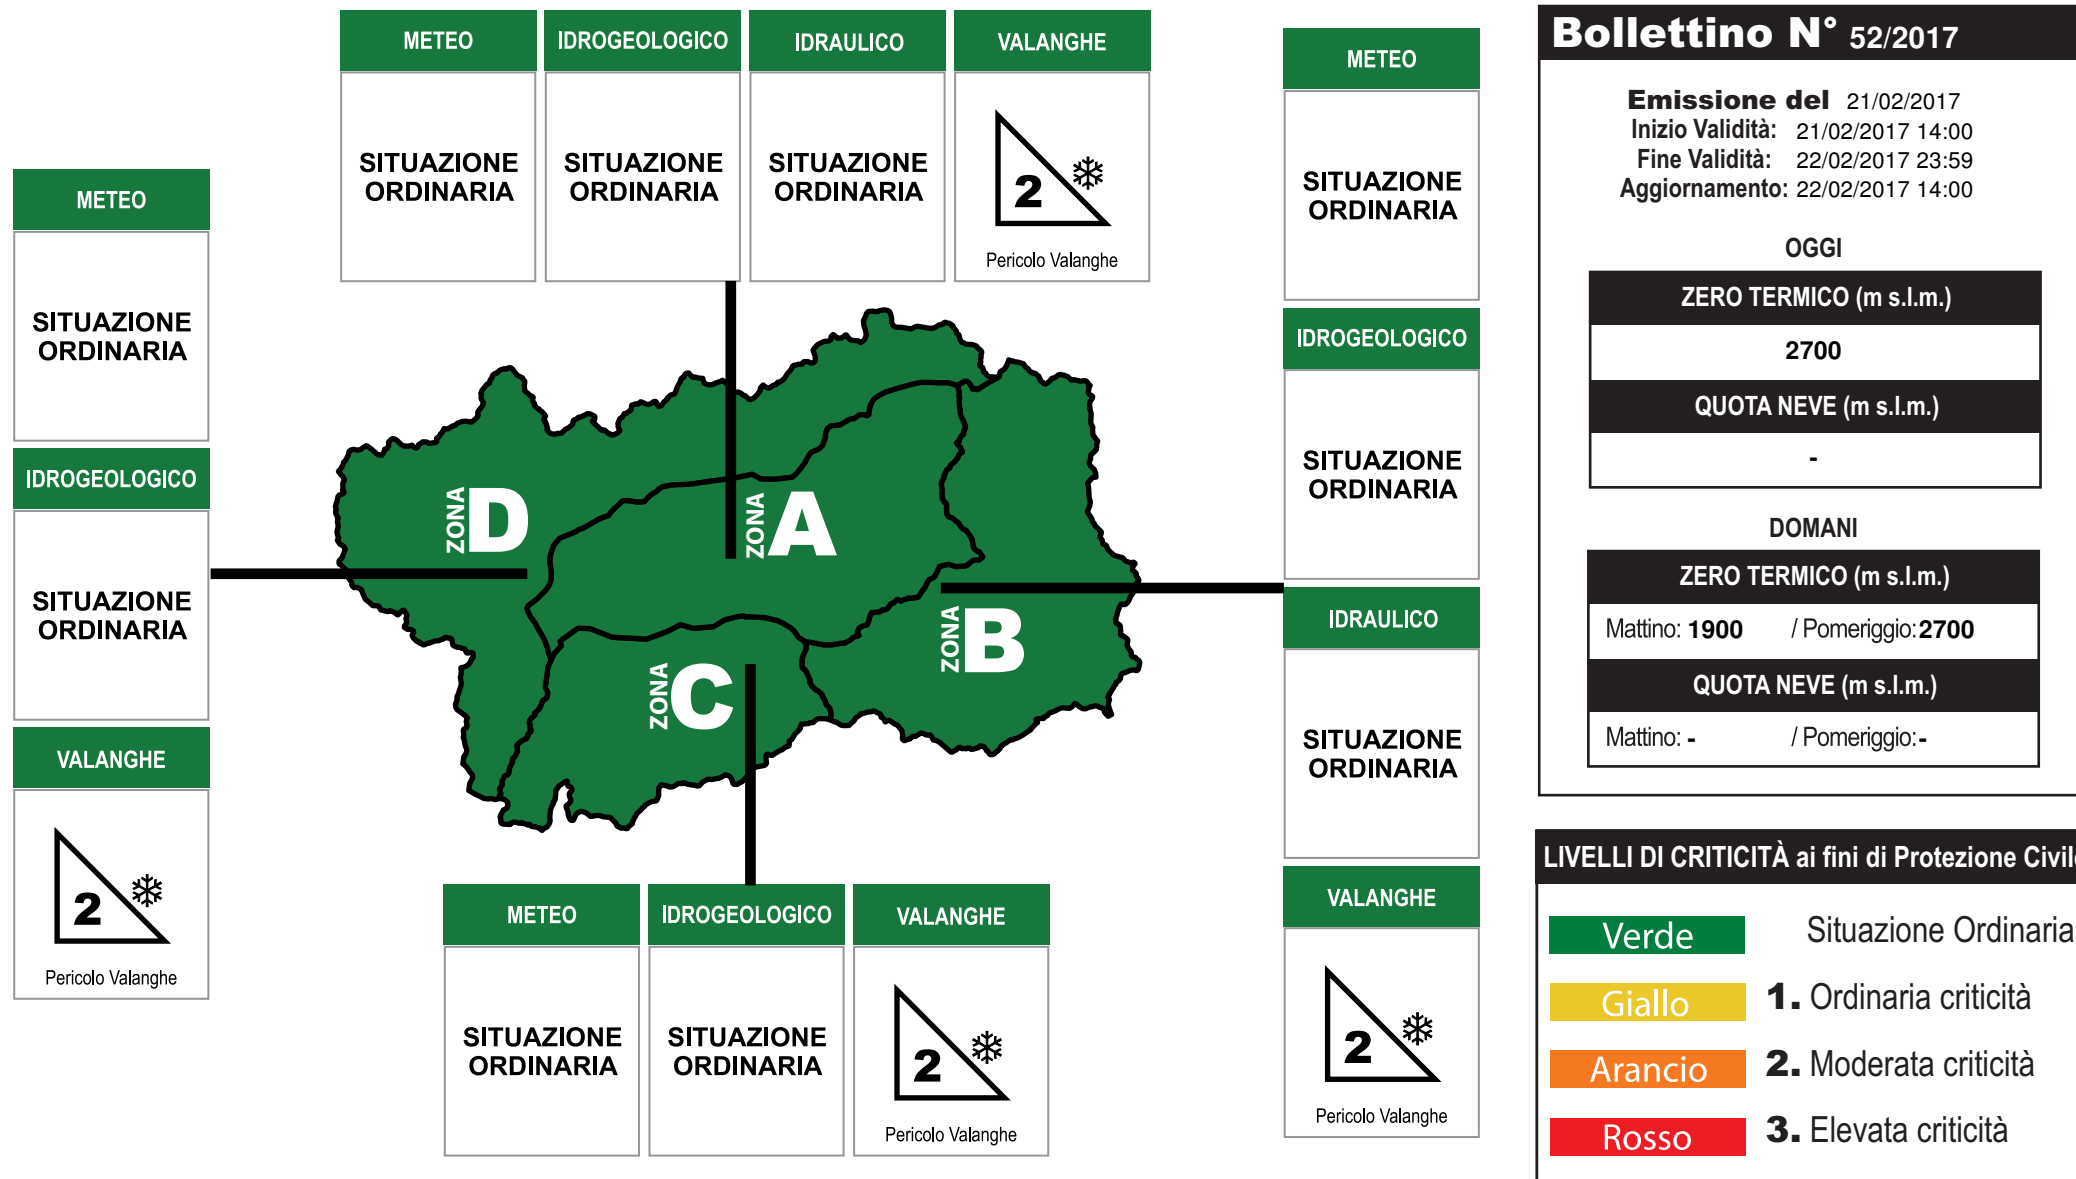 METEO
SITUAZIONE
ORDINARIA
IDROGEOLOGICO
SITUAZIONE
ORDINARIA
VALANGHE
2
Pericolo Valanghe
METEO
IDROGEOLOGICO
IDRAULICO
VALANGHE
SITUAZIONE
ORDINARIA
SITUAZIONE
ORDINARIA
SITUAZIONE
ORDINARIA
2
Pericolo Valanghe
ZONA D
ZONA A
ZONA B
ZONA C
METEO
IDROGEOLOGICO
VALANGHE
SITUAZIONE
ORDINARIA
SITUAZIONE
ORDINARIA
2
Pericolo Valanghe
METEO
SITUAZIONE
ORDINARIA
IDROGEOLOGICO
SITUAZIONE
ORDINARIA
IDRAULICO
SITUAZIONE
ORDINARIA
VALANGHE
2
Pericolo Valanghe
Bollettino N° 52/2017
Emissione del 21/02/2017
Inizio Validità: 21/02/2017 14:00
Fine Validità: 22/02/2017 23:59
Aggiornamento: 22/02/2017 14:00
OGGI
ZERO TERMICO (m s.l.m.)
2700
QUOTA NEVE (m s.l.m.)
-
DOMANI
ZERO TERMICO (m s.l.m.)
Mattino: 1900 / Pomeriggio: 2700
QUOTA NEVE (m s.l.m.)
Mattino: - / Pomeriggio: -
LIVELLI DI CRITICITÀ ai fini di Protezione Civile
Verde Situazione Ordinaria
Giallo 1. Ordinaria criticità
Arancio 2. Moderata criticità
Rosso 3. Elevata criticità